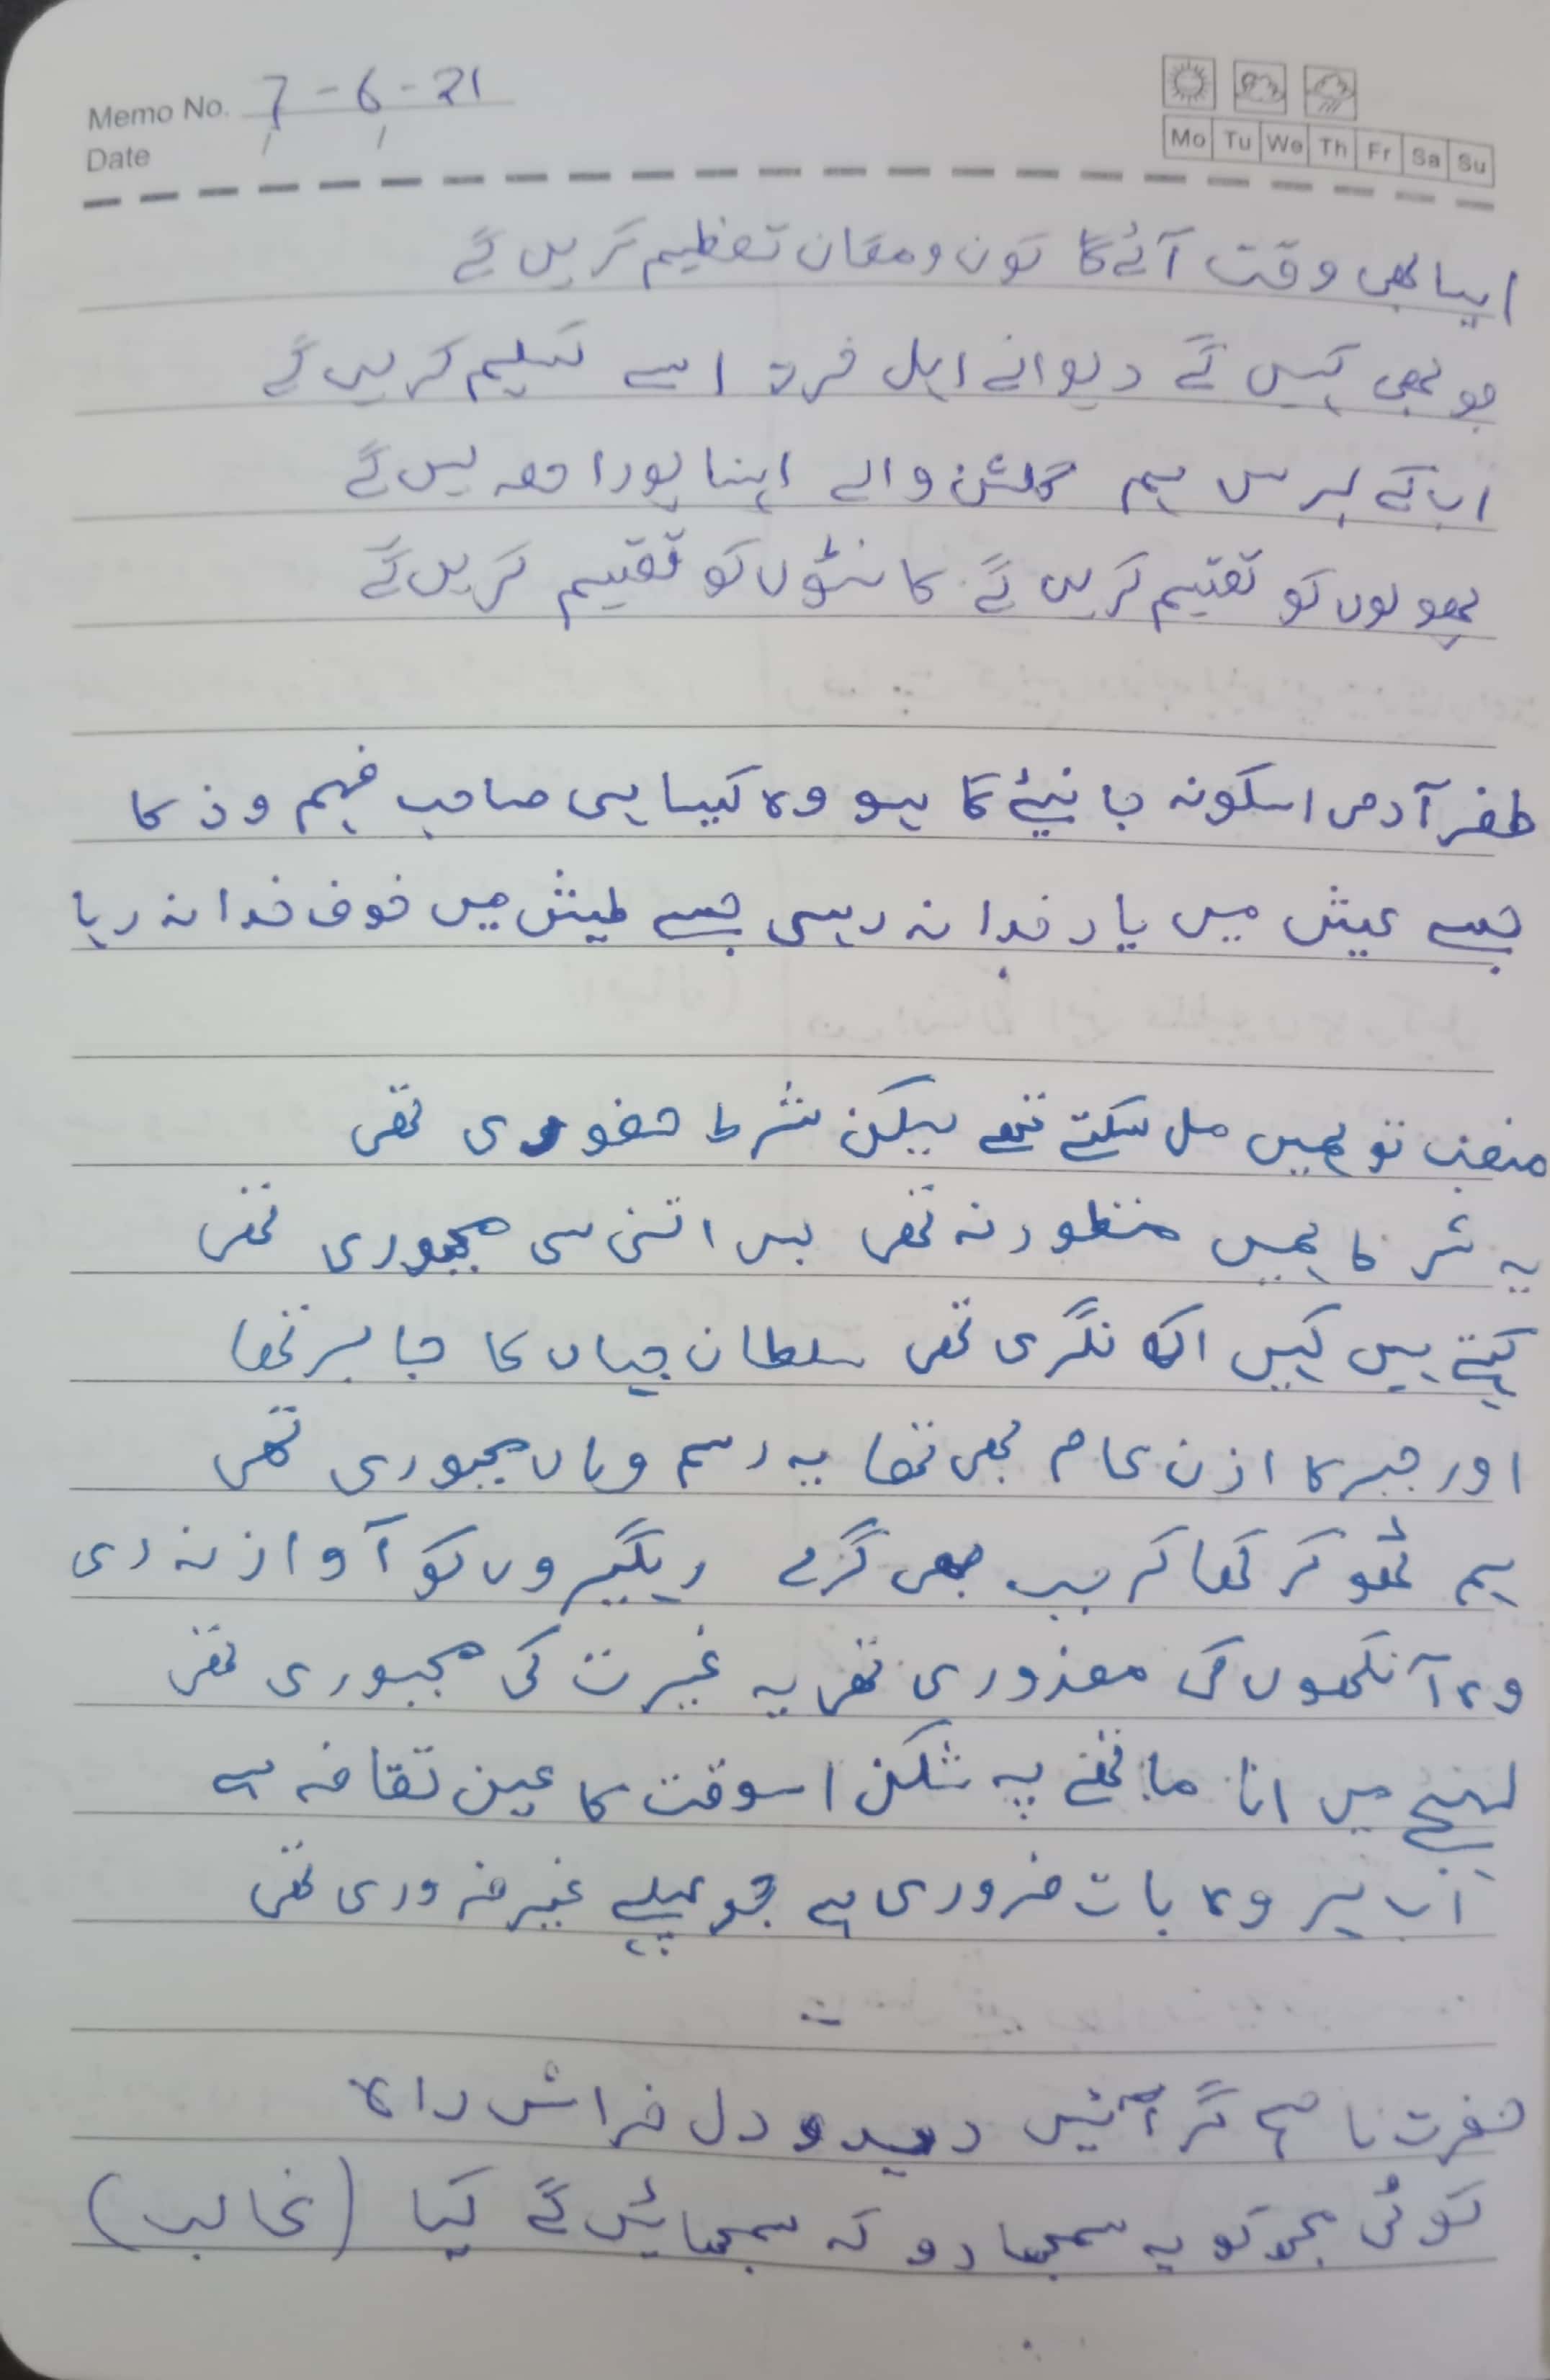 Memo No. 7-6-21
Date
Mo Tu We Th Fr Sa Su
ایسا بھی وقت آئے گا کون و مکان تعظیم کریں گے
جو بھی کہیں گے دیوانے اہل خرد اسے تسلیم کریں گے
اب کے برس ہم گلشن والے اپنا پورا حصہ لیں گے
پھولوں کو تقسیم کریں گے کانٹوں کو تقسیم کریں گے
ظفر آدمی اسکو نہ جانیئے گا ہو وہ کیسا ہی صاحب فہم و ذکا
جسے عیش میں یاد خدا نہ رہی جسے طیش میں خوف خدا نہ رہا
منصب تو ہمیں مل سکتے تھے لیکن شرط حضوری تھی
یہ شرط ہمیں منظور نہ تھی بس اتنی سی مجبوری تھی
کہتے ہیں کہیں اک نگری تھی سلطان جہاں کا جابر تھا
اور جبر کا اذن عام بھی تھا یہ رسم وہاں مجبوری تھی
ہم ٹھوکر کھا کر جب بھی گرے رہگیروں کو آواز نہ دی
وہ آنکھوں کی معذوری تھی یہ غیرت کی مجبوری تھی
لہجے میں انا ماتھے پہ شکن اسوقت کا عین تقاضہ ہے
اب ہر وہ بات ضروری ہے جو پہلے غیر ضروری تھی
حضرت ناصح گر آئیں دیدہ و دل فراش راہ
کوئی مجھ کو یہ سمجھا دو کہ سمجھائیں گے کیا (غالب)